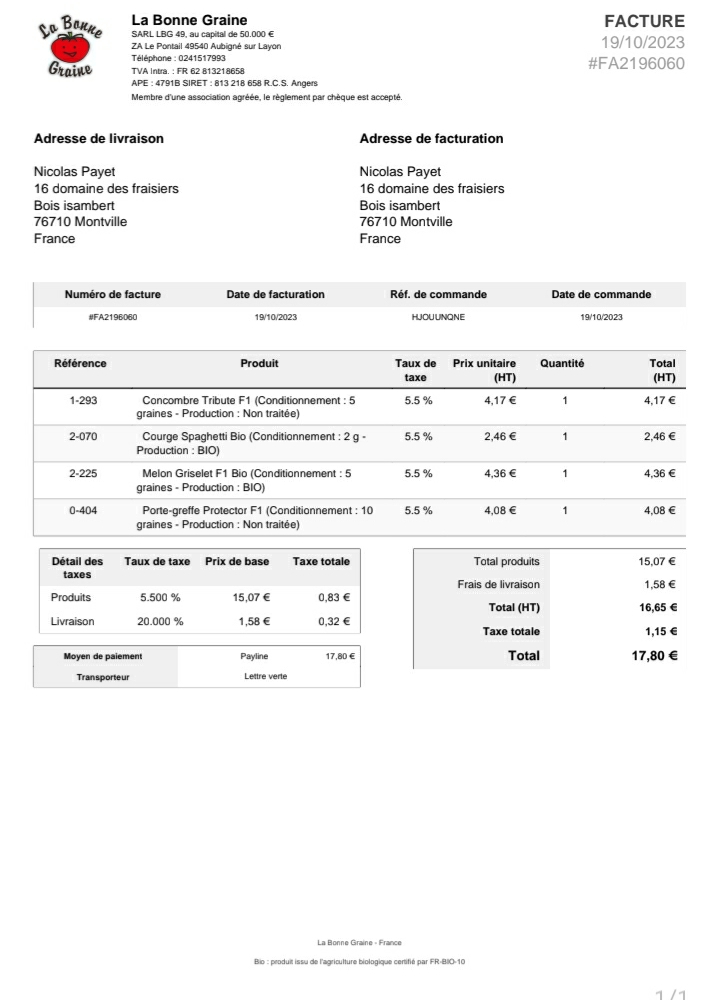 La Bonne
Graine
La Bonne Graine
SARL LBG 49, au capital de 50.000 €
ZA Le Pontail 49540 Aubigné sur Layon
Téléphone : 0241517993
TVA Intra. : FR 62 813218658
APE : 4791B SIRET : 813 218 658 R.C.S. Angers
Membre d'une association agréée, le règlement par chèque est accepté.
FACTURE
19/10/2023
#FA2196060
Adresse de livraison
Nicolas Payet
16 domaine des fraisiers
Bois isambert
76710 Montville
France
Adresse de facturation
Nicolas Payet
16 domaine des fraisiers
Bois isambert
76710 Montville
France
Numéro de facture Date de facturation Réf. de commande Date de commande
#FA2196060 19/10/2023 HJOUUNQNE 19/10/2023
Référence Produit Taux de taxe Prix unitaire (HT) Quantité Total (HT)
1-293 Concombre Tribute F1 (Conditionnement : 5 5.5 % 4,17 € 1 4,17 €
graines - Production : Non traitée)
2-070 Courge Spaghetti Bio (Conditionnement : 2 g - 5.5 % 2,46 € 1 2,46 €
Production : BIO)
2-225 Melon Griselet F1 Bio (Conditionnement : 5 5.5 % 4,36 € 1 4,36 €
graines - Production : BIO)
0-404 Porte-greffe Protector F1 (Conditionnement : 10 5.5 % 4,08 € 1 4,08 €
graines - Production : Non traitée)
Détail des taxes Taux de taxe Prix de base Taxe totale
Produits 5.500 % 15,07 € 0,83 €
Livraison 20.000 % 1,58 € 0,32 €
Moyen de paiement Payline 17,80 €
Transporteur Lettre verte
Total produits 15,07 €
Frais de livraison 1,58 €
Total (HT) 16,65 €
Taxe totale 1,15 €
Total 17,80 €
La Bonne Graine - France
Bio : produit issu de l'agriculture biologique certifié par FR-BIO-10
1/1